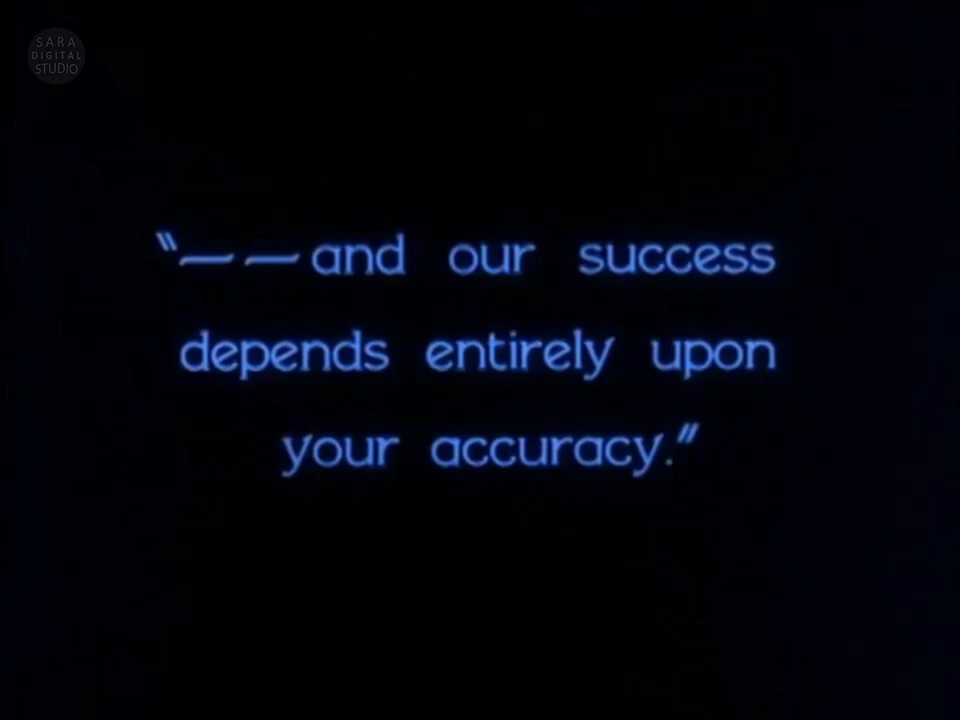 SARA
DIGITAL
STUDIO
"— — and our success
depends entirely upon
your accuracy."